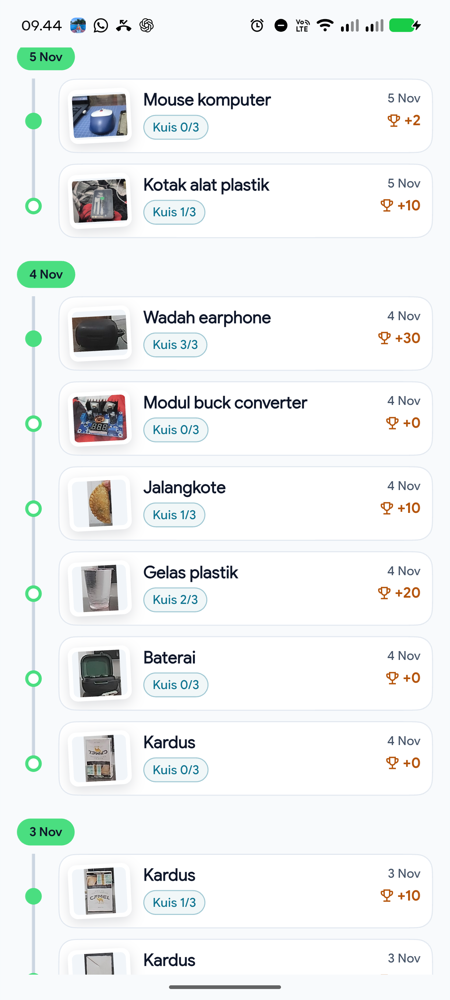 09.44
Vo))
LTE
5 Nov
Mouse komputer
5 Nov
Kuis 0/3
+2
Kotak alat plastik
5 Nov
Kuis 1/3
+10
4 Nov
Wadah earphone
4 Nov
Kuis 3/3
+30
Modul buck converter
4 Nov
Kuis 0/3
+0
Jalangkote
4 Nov
Kuis 1/3
+10
Gelas plastik
4 Nov
Kuis 2/3
+20
Baterai
4 Nov
Kuis 0/3
+0
Kardus
4 Nov
Kuis 0/3
+0
3 Nov
Kardus
3 Nov
Kuis 1/3
+10
CAMEL
Kardus
3 Nov